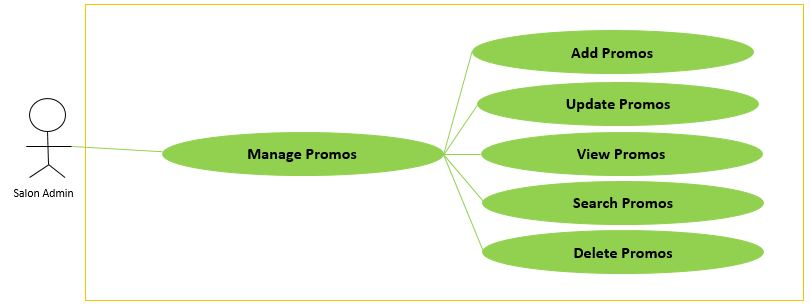 Add Promos
Update Promos
Manage Promos
View Promos
Salon Admin
Search Promos
Delete Promos